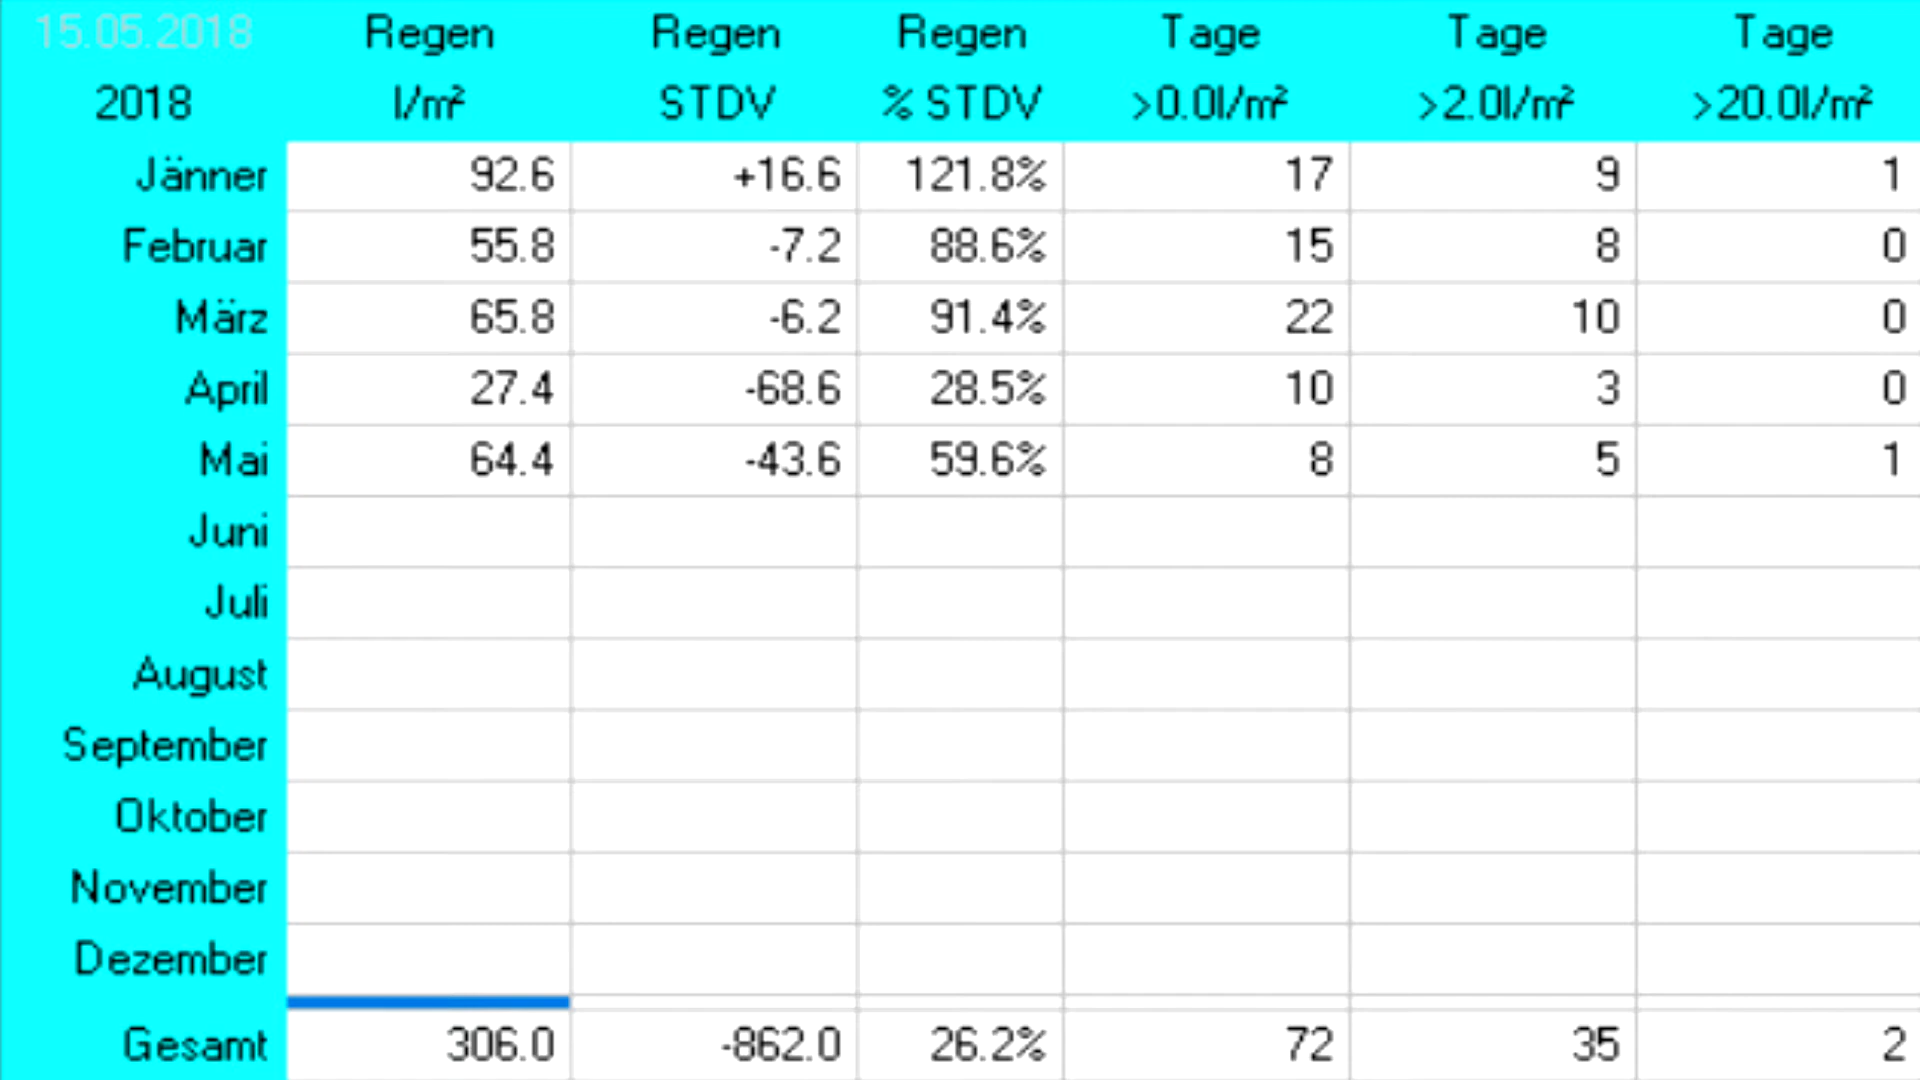 15.05.2018 Regen Regen Regen Tage Tage Tage
2018 l/m² STDV % STDV >0.0l/m² >2.0l/m² >20.0l/m²
Jänner 92.6 +16.6 121.8% 17 9 1
Februar 55.8 -7.2 88.6% 15 8 0
März 65.8 -6.2 91.4% 22 10 0
April 27.4 -68.6 28.5% 10 3 0
Mai 64.4 -43.6 59.6% 8 5 1
Juni
Juli
August
September
Oktober
November
Dezember
Gesamt 306.0 -862.0 26.2% 72 35 2